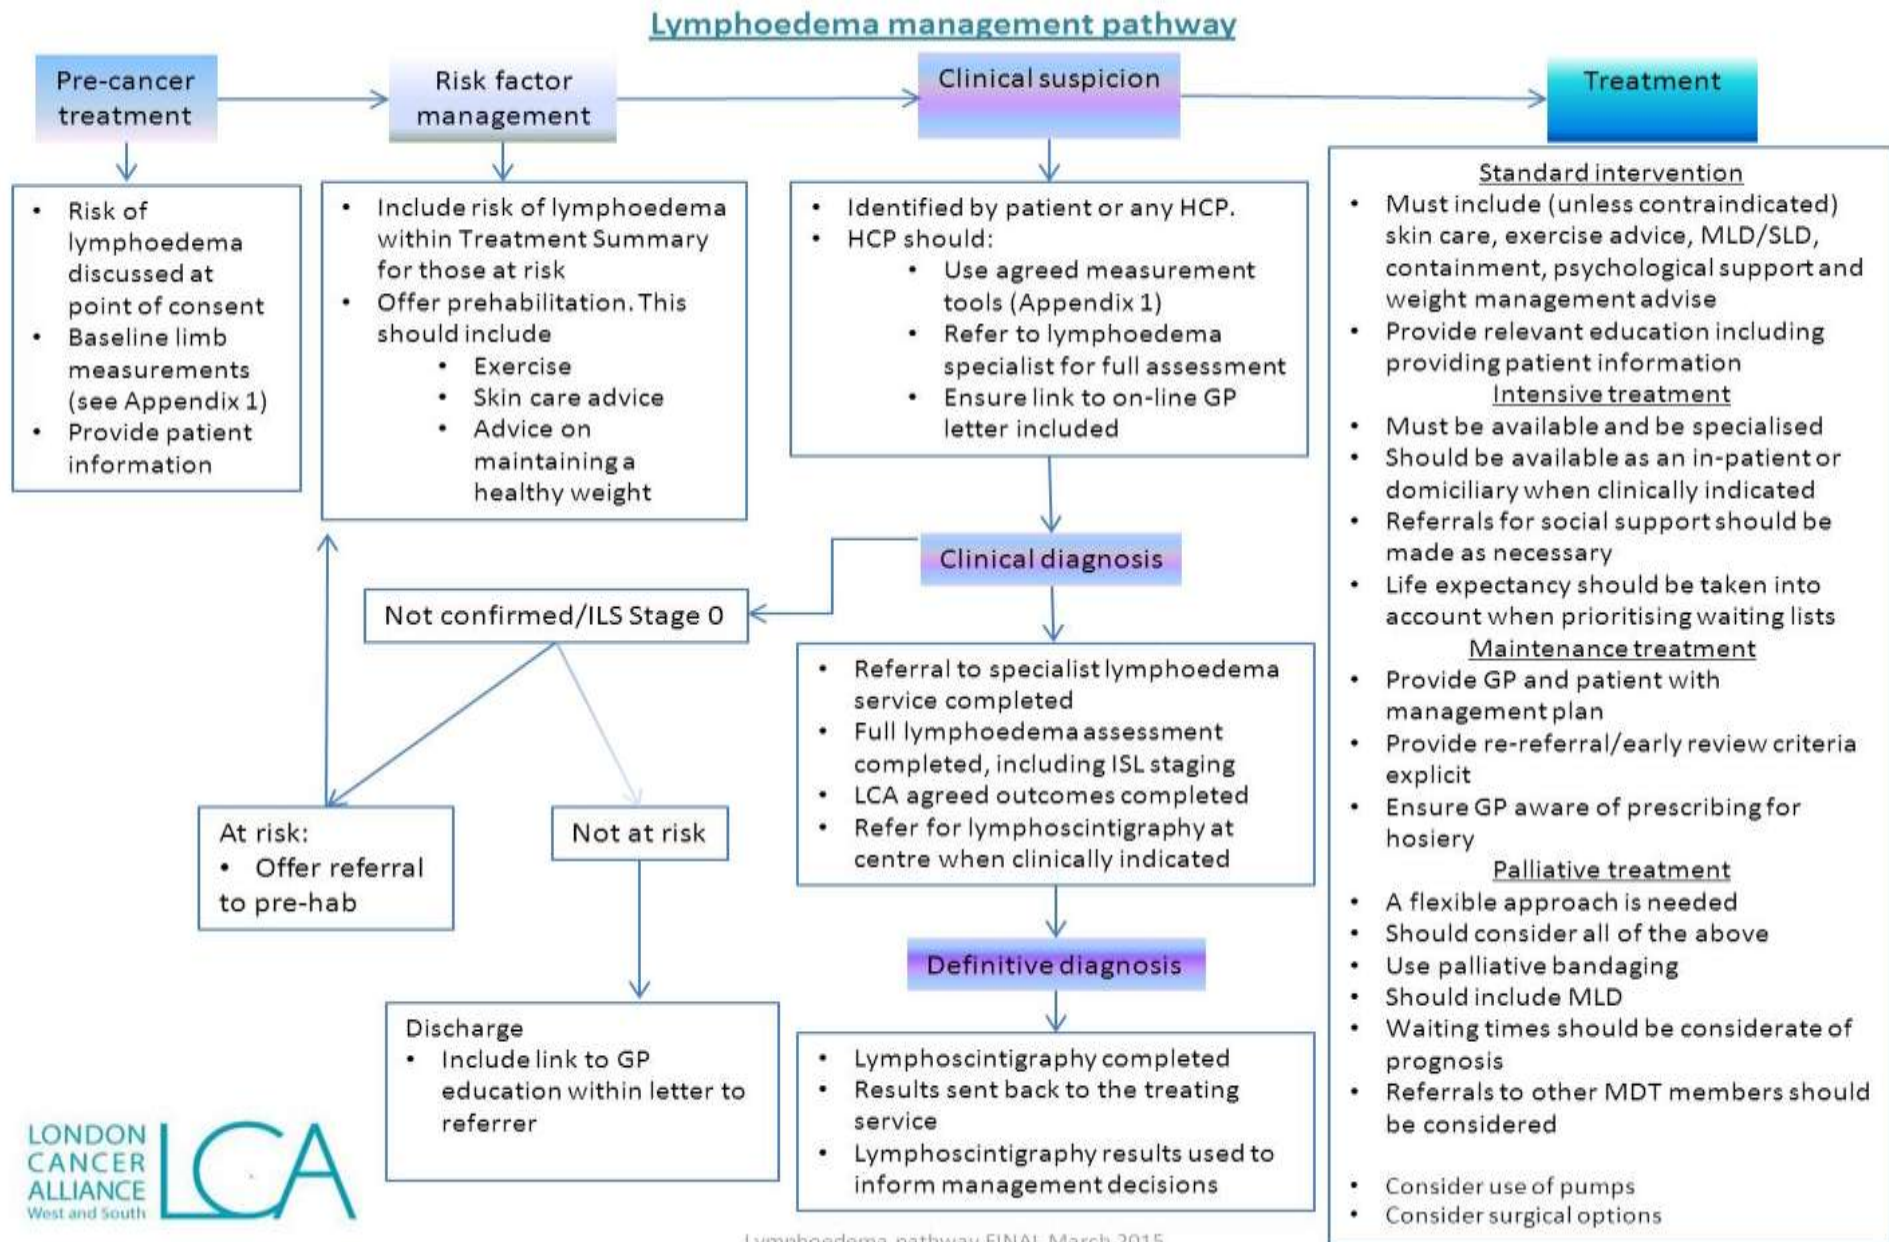 Lymphoedema management pathway
Pre-cancer
treatment
Risk factor
management
Clinical suspicion
Treatment
• Risk of
lymphoedema
discussed at
point of consent
• Baseline limb
measurements
(see Appendix 1)
• Provide patient
information
• Include risk of lymphoedema
within Treatment Summary
for those at risk
• Offer prehabilitation. This
should include
• Exercise
• Skin care advice
• Advice on
maintaining a
healthy weight
• Identified by patient or any HCP.
• HCP should:
• Use agreed measurement
tools (Appendix 1)
• Refer to lymphoedema
specialist for full assessment
• Ensure link to on-line GP
letter included
Clinical diagnosis
Not confirmed/ILS Stage 0
At risk:
• Offer referral
to pre-hab
Not at risk
Discharge
• Include link to GP
education within letter to
referrer
• Referral to specialist lymphoedema
service completed
• Full lymphoedema assessment
completed, including ISL staging
• LCA agreed outcomes completed
• Refer for lymphoscintigraphy at
centre when clinically indicated
Definitive diagnosis
• Lymphoscintigraphy completed
• Results sent back to the treating
service
• Lymphoscintigraphy results used to
inform management decisions
Standard intervention
• Must include (unless contraindicated)
skin care, exercise advice, MLD/SLD,
containment, psychological support and
weight management advise
• Provide relevant education including
providing patient information
Intensive treatment
• Must be available and be specialised
• Should be available as an in-patient or
domiciliary when clinically indicated
• Referrals for social support should be
made as necessary
• Life expectancy should be taken into
account when prioritising waiting lists
Maintenance treatment
• Provide GP and patient with
management plan
• Provide re-referral/early review criteria
explicit
• Ensure GP aware of prescribing for
hosiery
Palliative treatment
• A flexible approach is needed
• Should consider all of the above
• Use palliative bandaging
• Should include MLD
• Waiting times should be considerate of
prognosis
• Referrals to other MDT members should
be considered
• Consider use of pumps
• Consider surgical options
LONDON
CANCER
ALLIANCE
West and South
LCA
Lymphoedema pathway FINAL March 2015